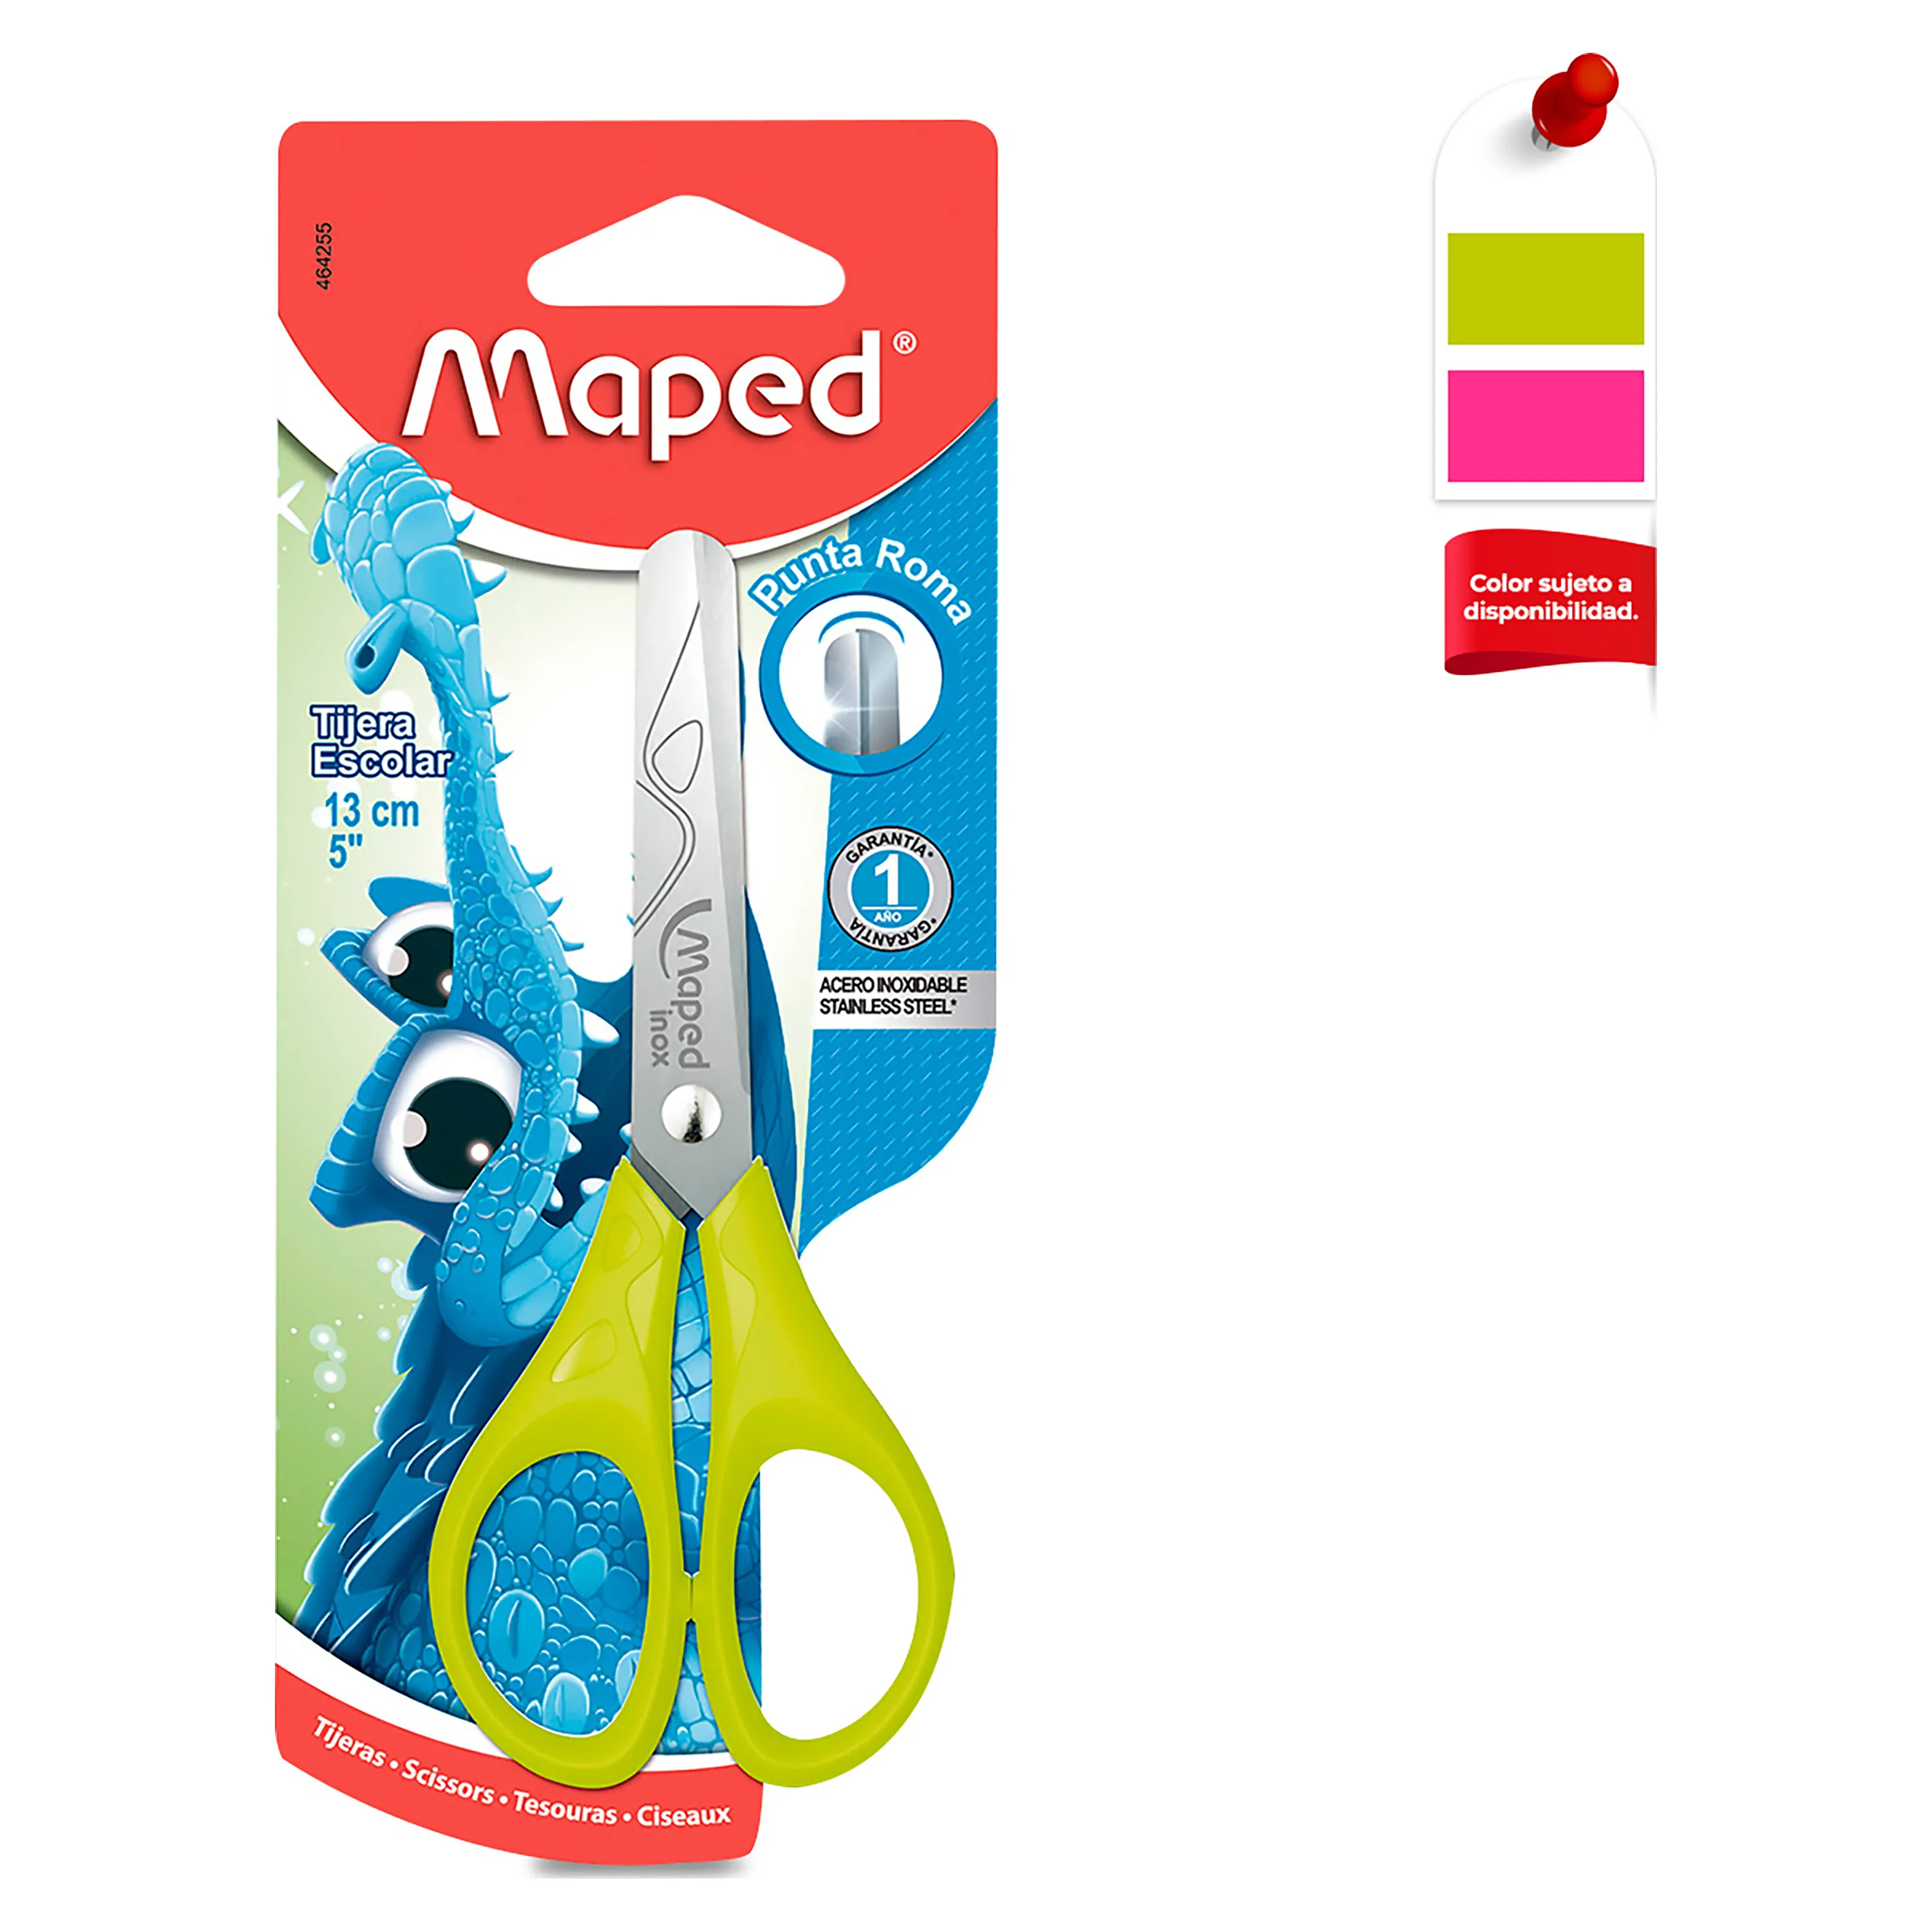 464255
Maped®
Punta Roma
Tijera
Escolar
13 cm
5"
GARANTÍA*
1
AÑO
GARANTÍA*
ACERO INOXIDABLE
STAINLESS STEEL*
Maped
inox
Tijeras • Scissors • Tesouras • Ciseaux
Color sujeto a
disponibilidad.